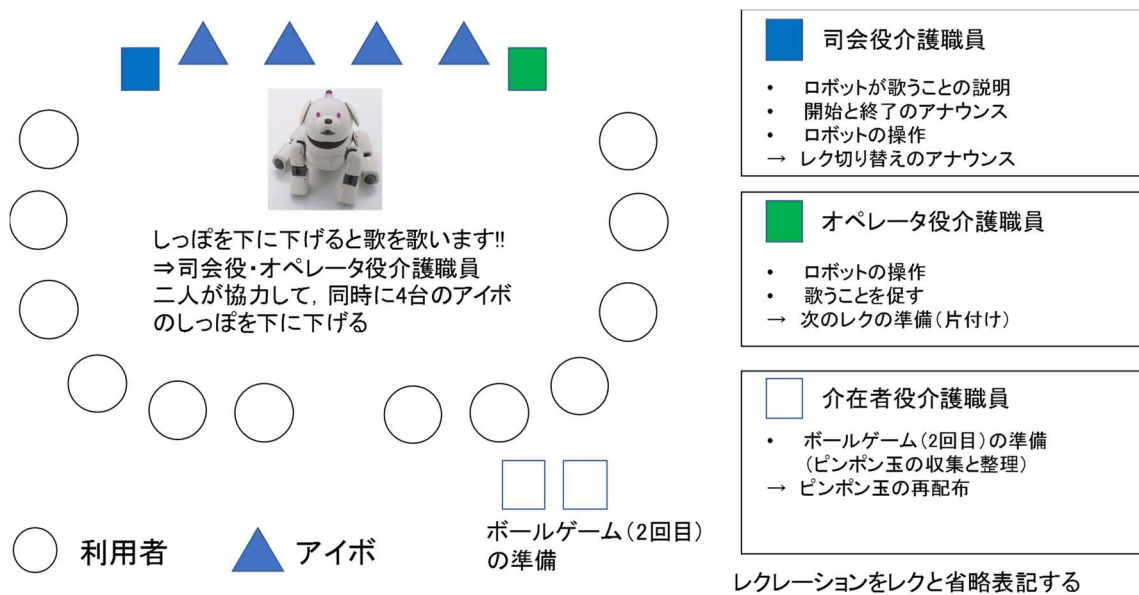 しっぽを下に下げると歌を歌います!!
⇒司会役・オペレータ役介護職員
二人が協力して，同時に4台のアイボ
のしっぽを下に下げる
ボールゲーム（2回目）
の準備
利用者
アイボ
司会役介護職員
• ロボットが歌うことの説明
• 開始と終了のアナウンス
• ロボットの操作
→ レク切り替えのアナウンス
オペレータ役介護職員
• ロボットの操作
• 歌うことを促す
→ 次のレクの準備（片付け）
介在者役介護職員
• ボールゲーム（2回目）の準備
（ピンポン玉の収集と整理）
→ ピンポン玉の再配布
レクレーションをレクと省略表記する